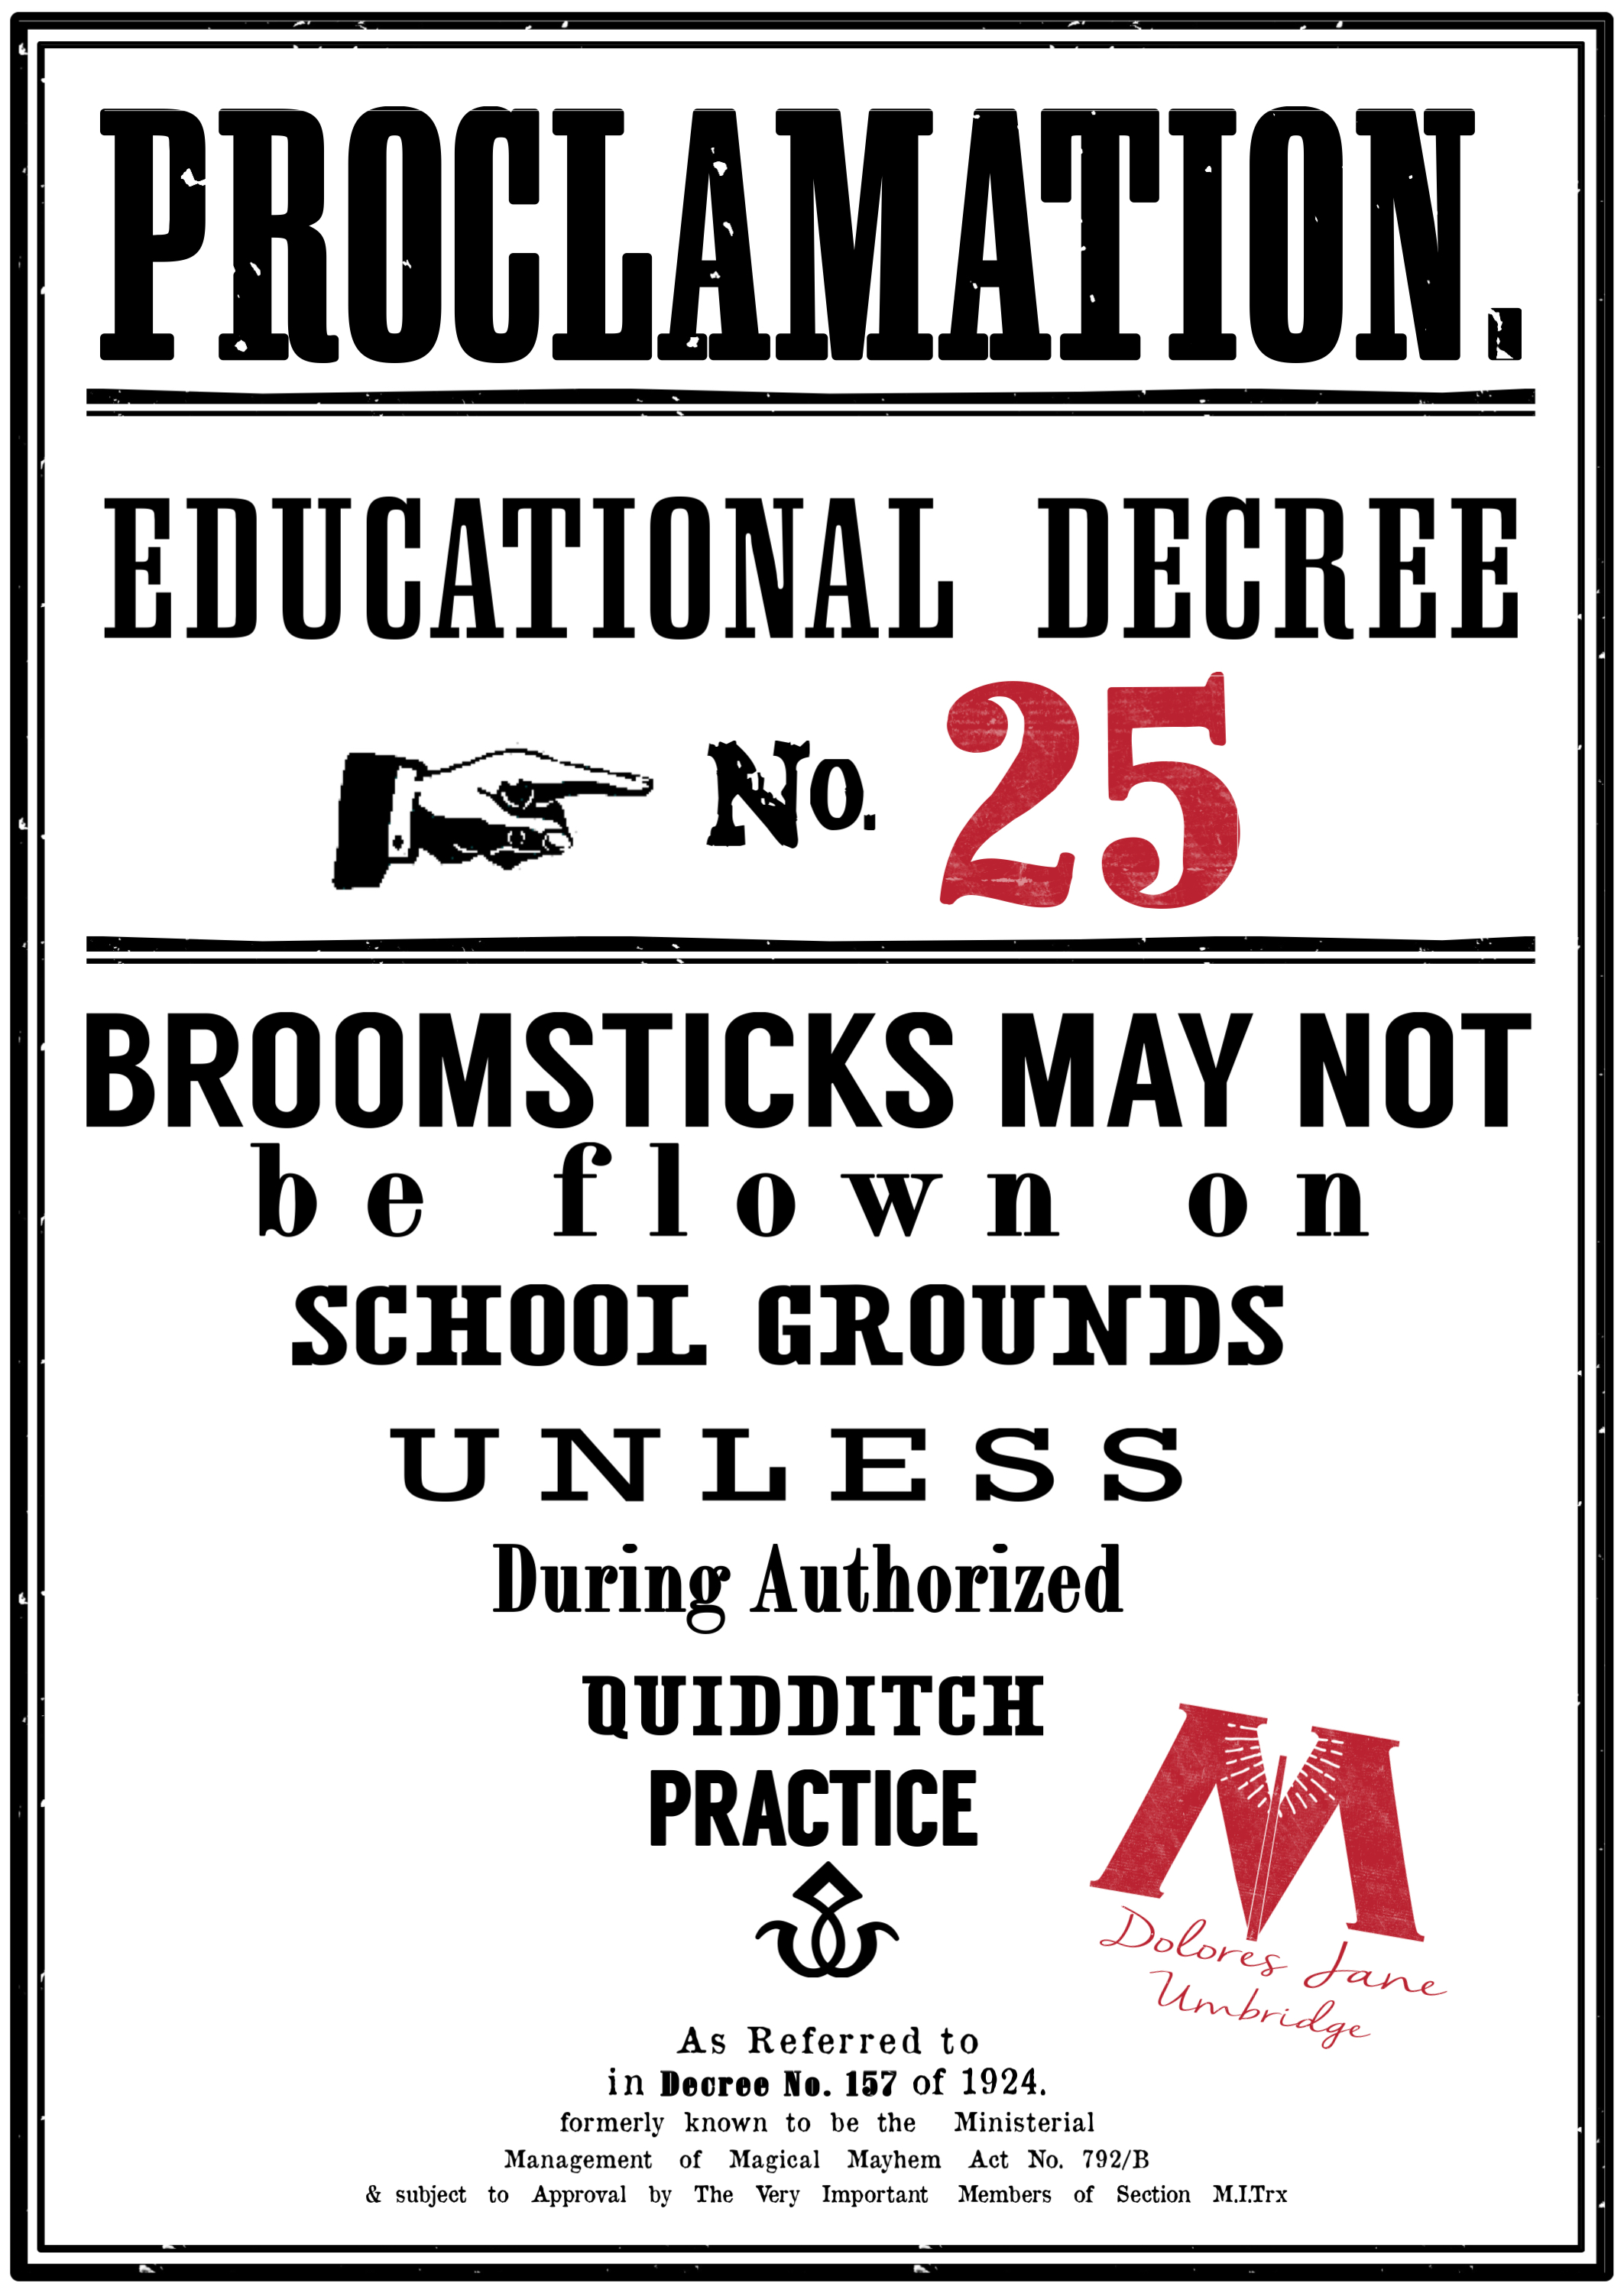 PROCLAMATION.
EDUCATIONAL DECREE
No. 25
BROOMSTICKS MAY NOT
be flown on
SCHOOL GROUNDS
UNLESS
During Authorized
QUIDDITCH
PRACTICE
M
Dolores Jane
Umbridge
As Referred to
in Decree No. 157 of 1924.
formerly known to be the Ministerial
Management of Magical Mayhem Act No. 792/B
& subject to Approval by The Very Important Members of Section M.I.Trx